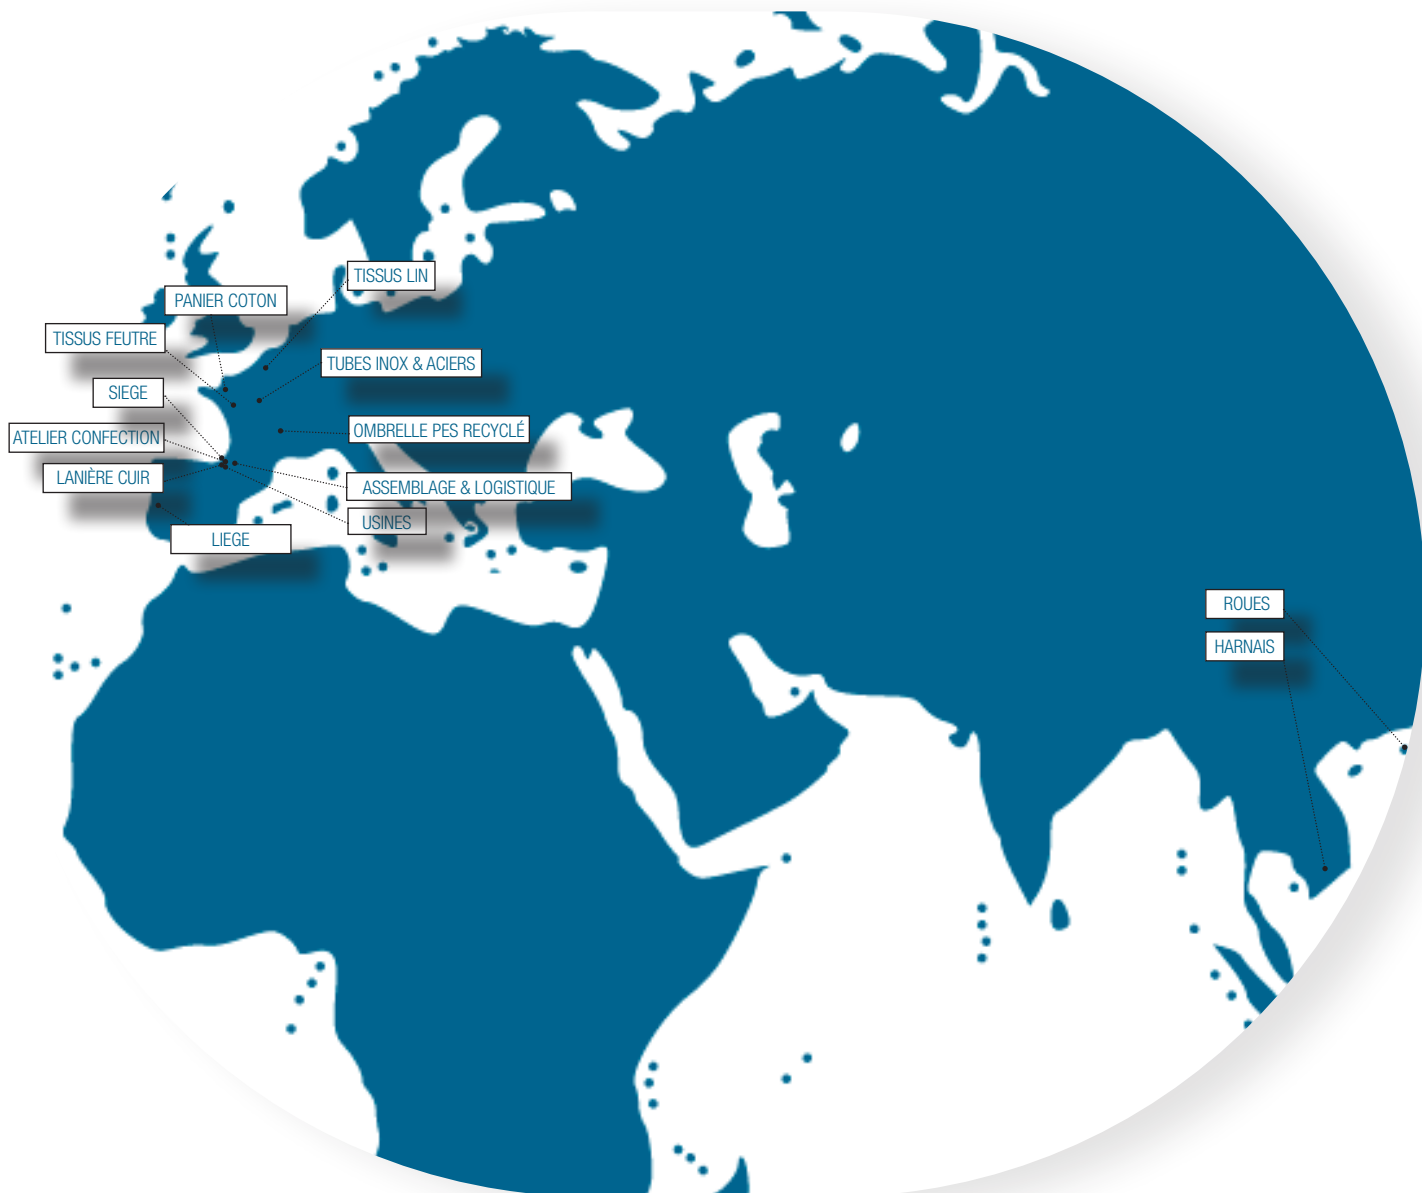 TISSUS LIN
PANIER COTON
TISSUS FEUTRE
TUBES INOX & ACIERS
SIEGE
OMBRELLE PES RECYCLÉ
ATELIER CONFECTION
LANIÈRE CUIR
ASSEMBLAGE & LOGISTIQUE
USINES
LIEGE
ROUES
HARNAIS